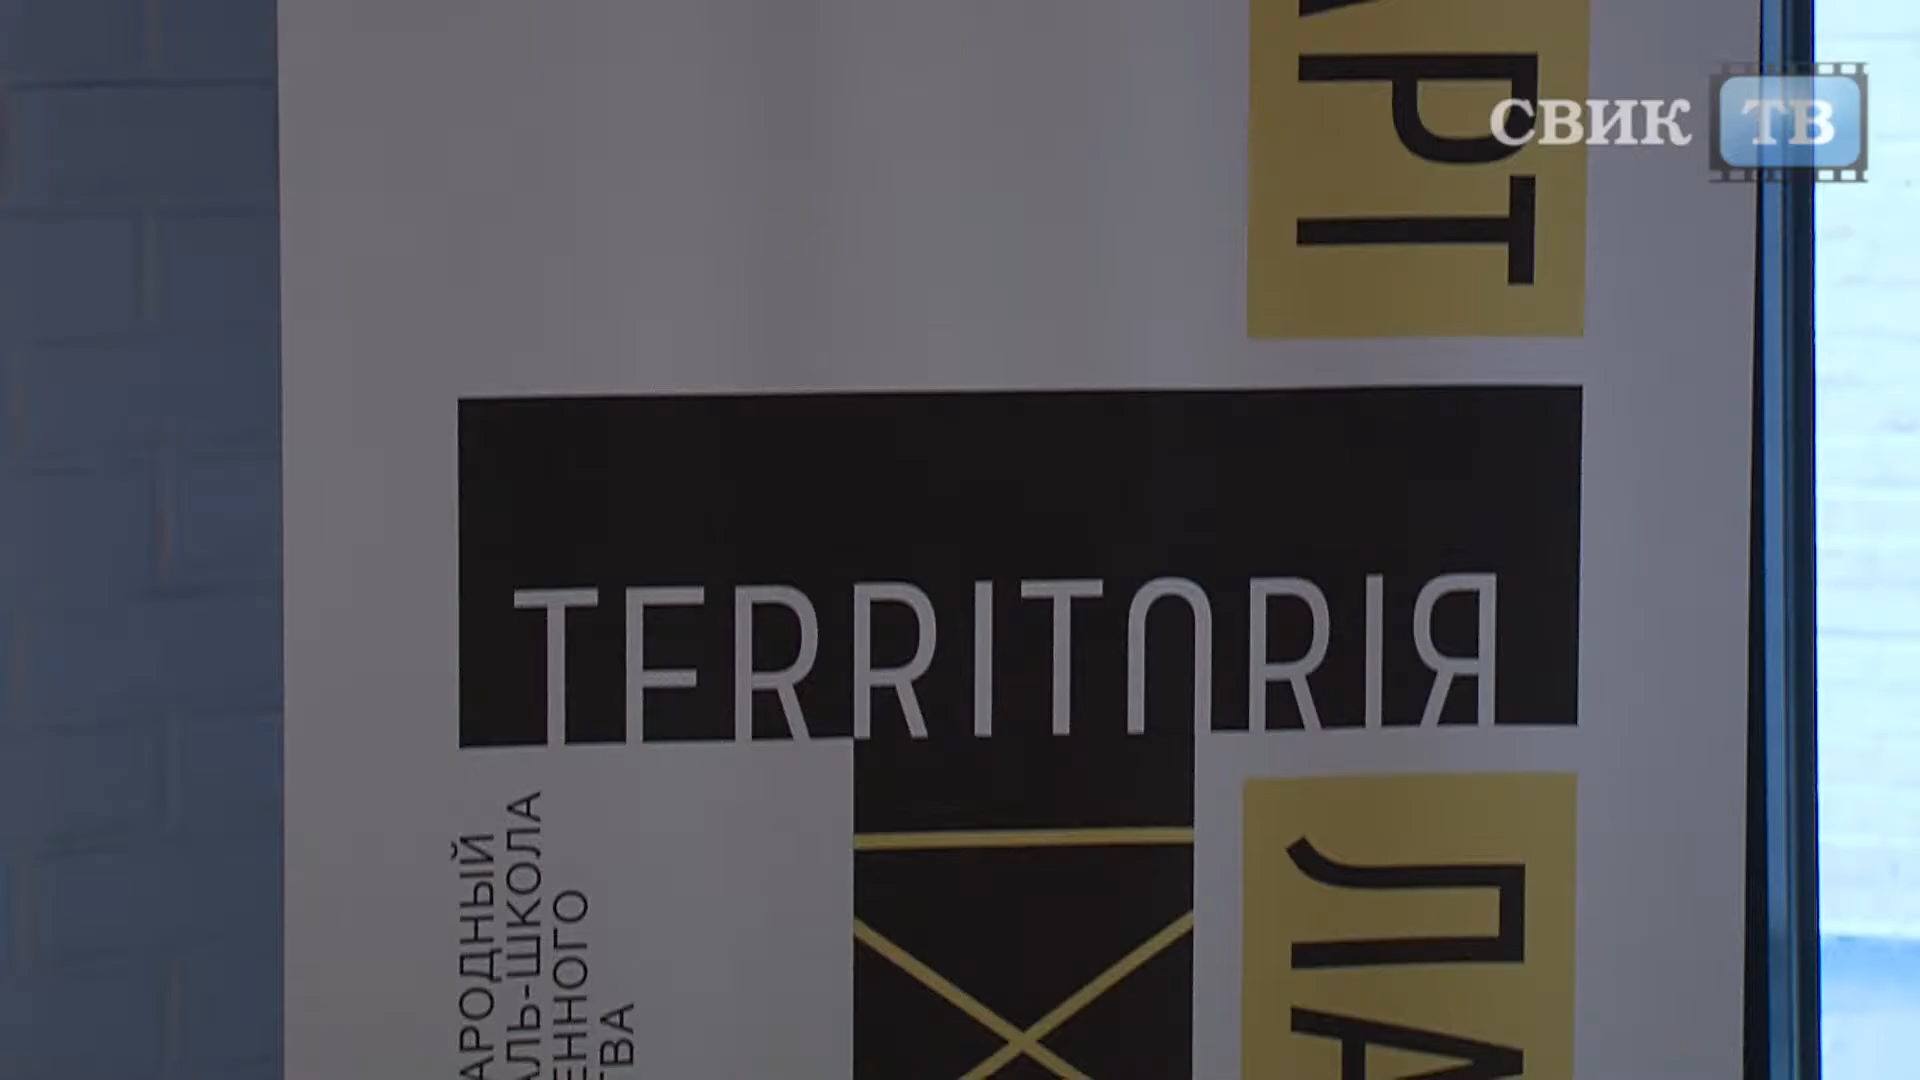 АРТ
СВИК ТВ
TERRITORIЯ
АРОДНЫЙ
АЛЬ-ШКОЛА
ЕННОГО
ТВА
ЛА